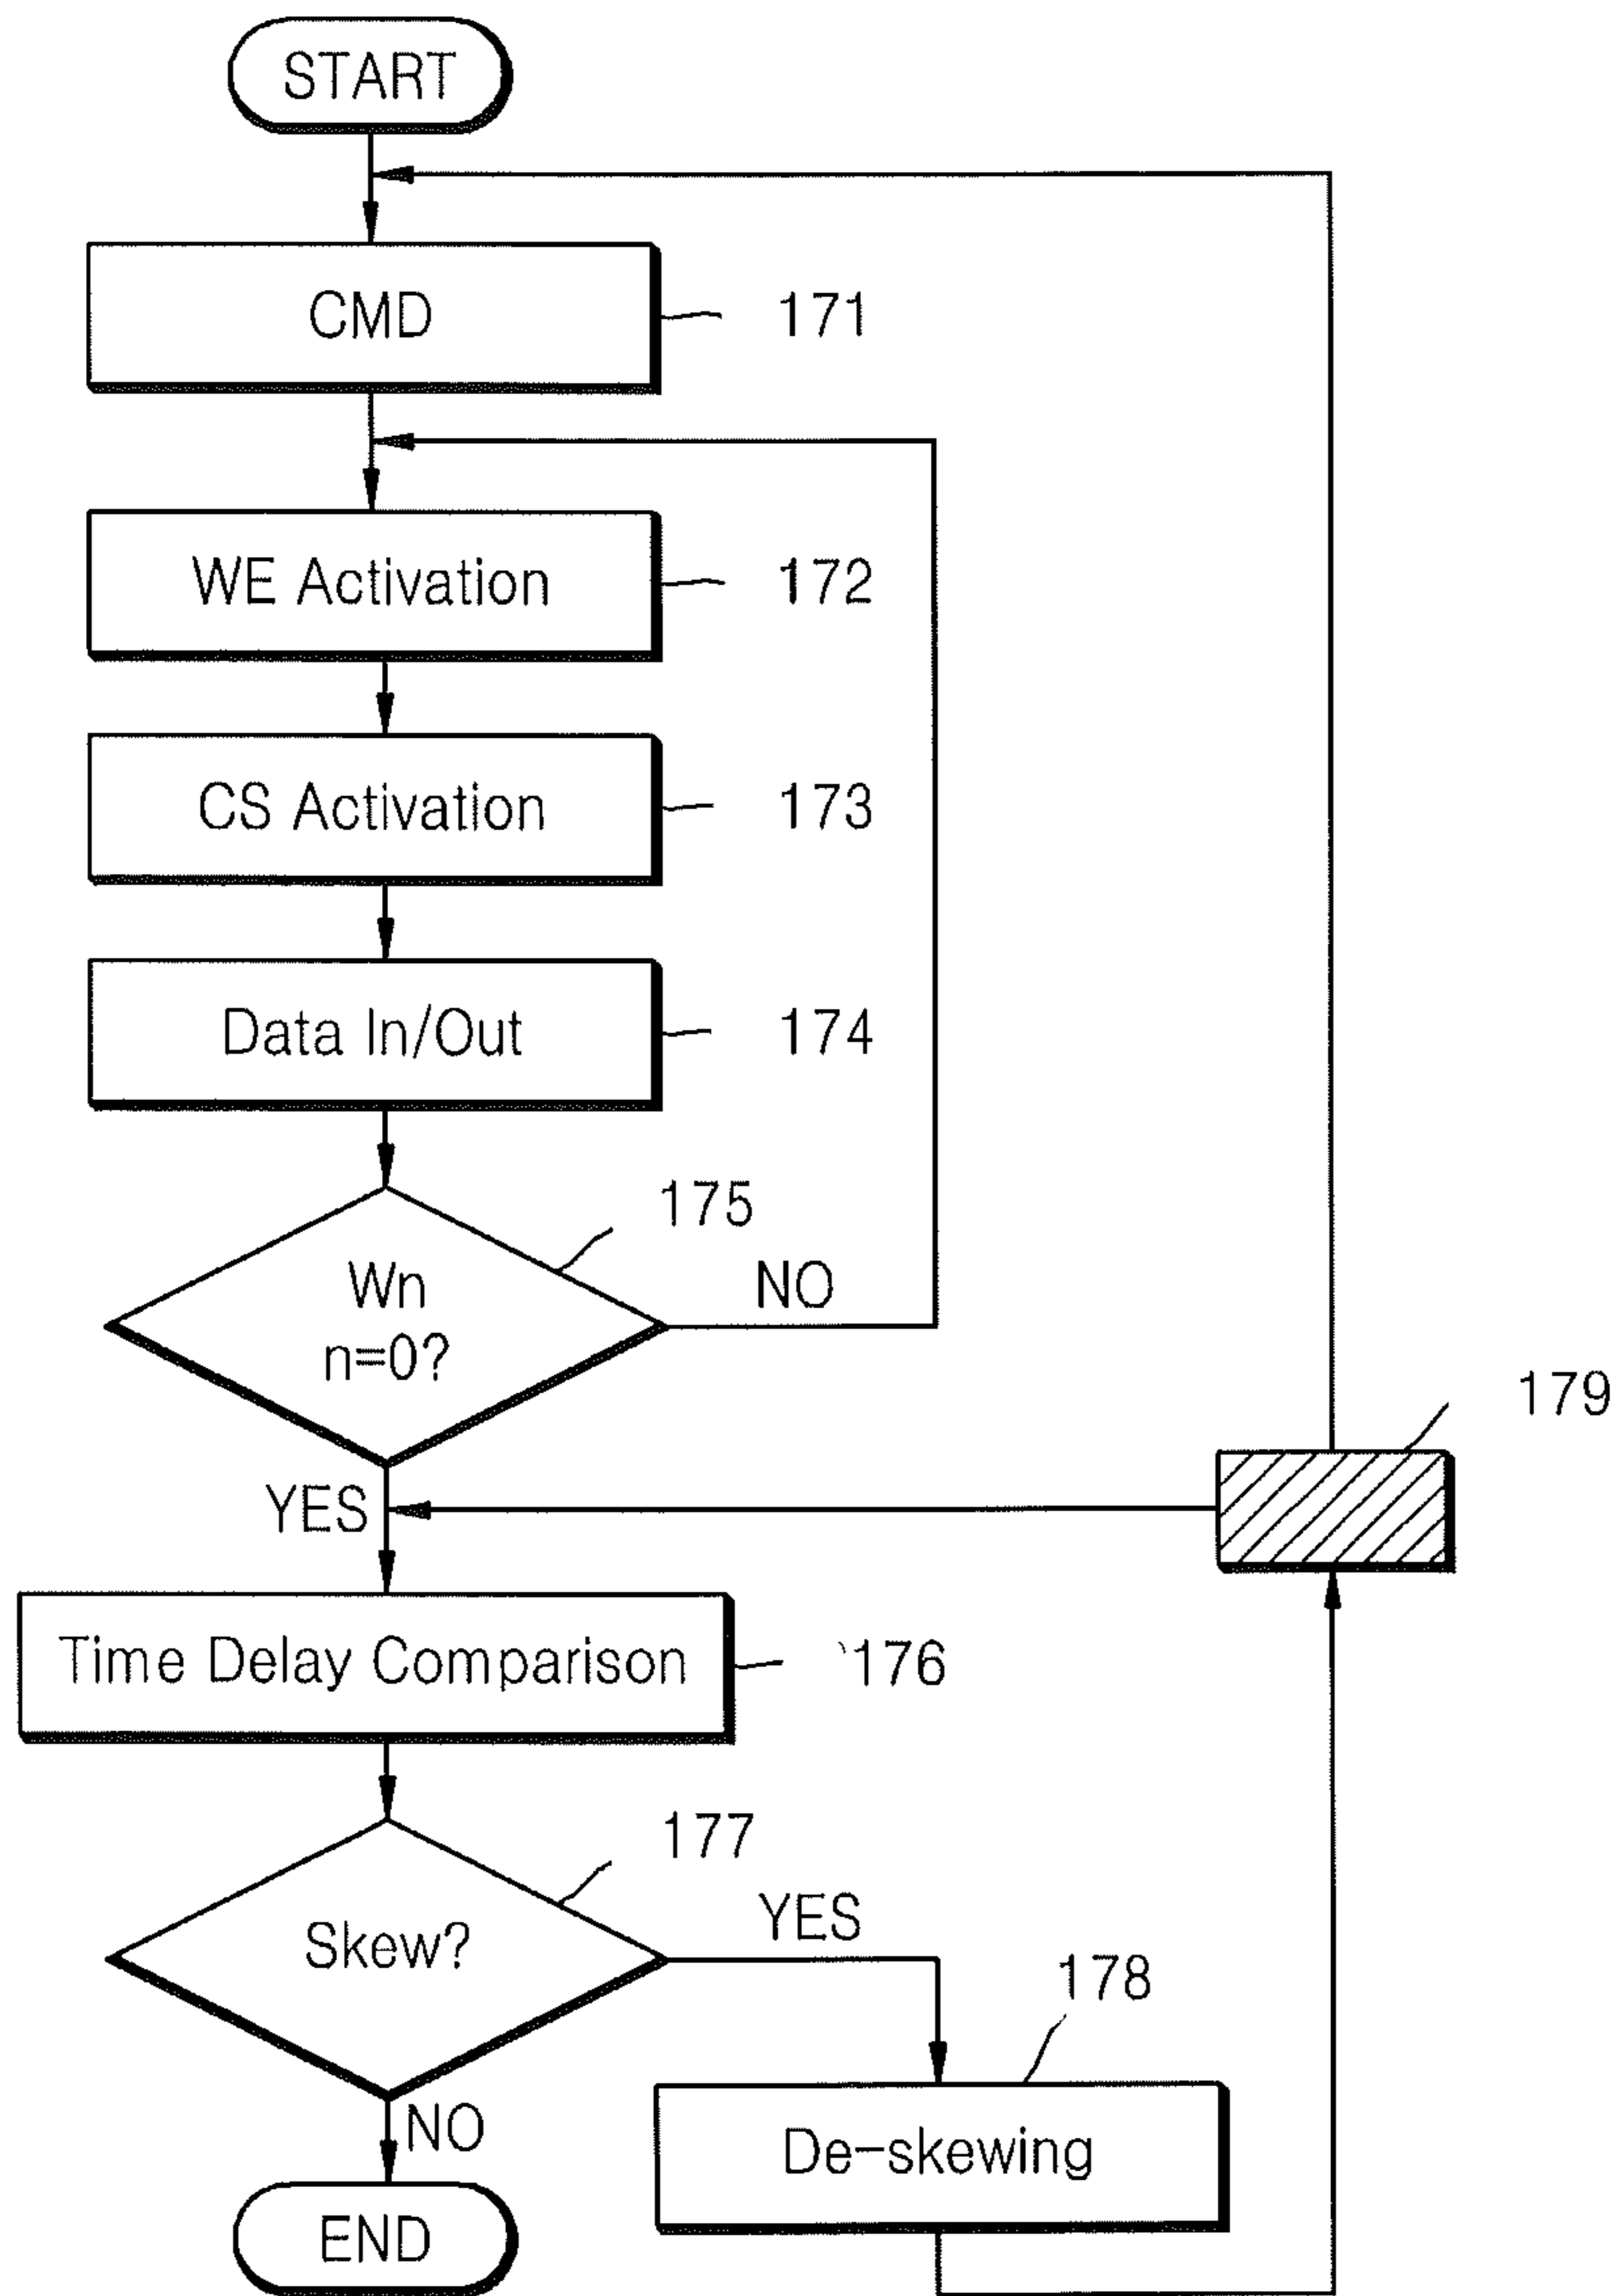 START
CMD
171
WE Activation
172
CS Activation
173
Data In/Out
174
175
Wn
n=0?
NO
179
YES
Time Delay Comparison
176
177
Skew?
YES
178
NO
De-skewing
END